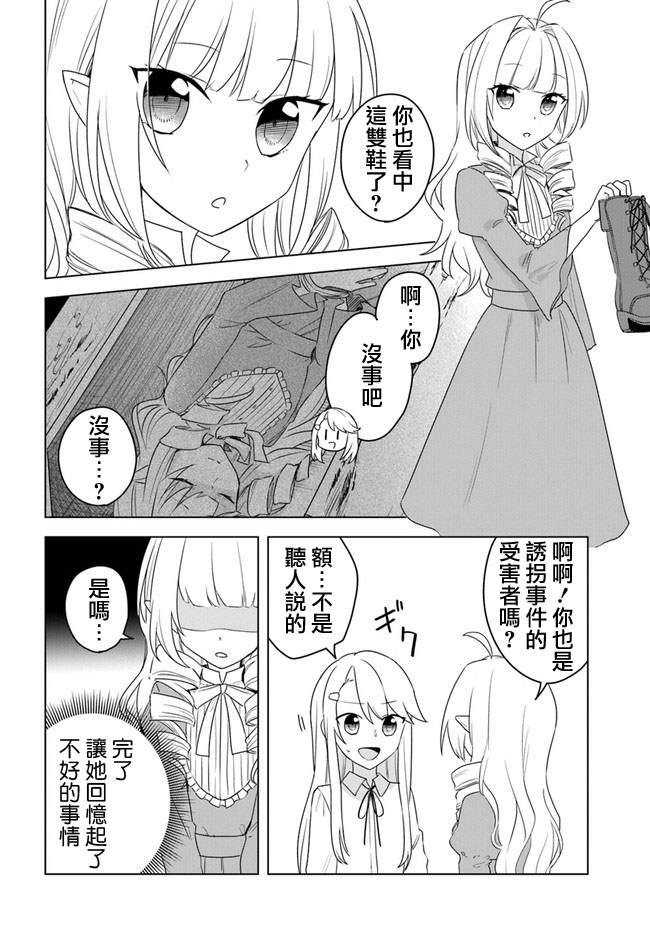 你也看中
這雙鞋了?
啊…你
沒事吧
沒事…?
啊啊!你也是
誘拐事件的
受害者嗎?
額…不是
聽人説的
ギク
是嗎…
完了
讓她回憶起了
不好的事情